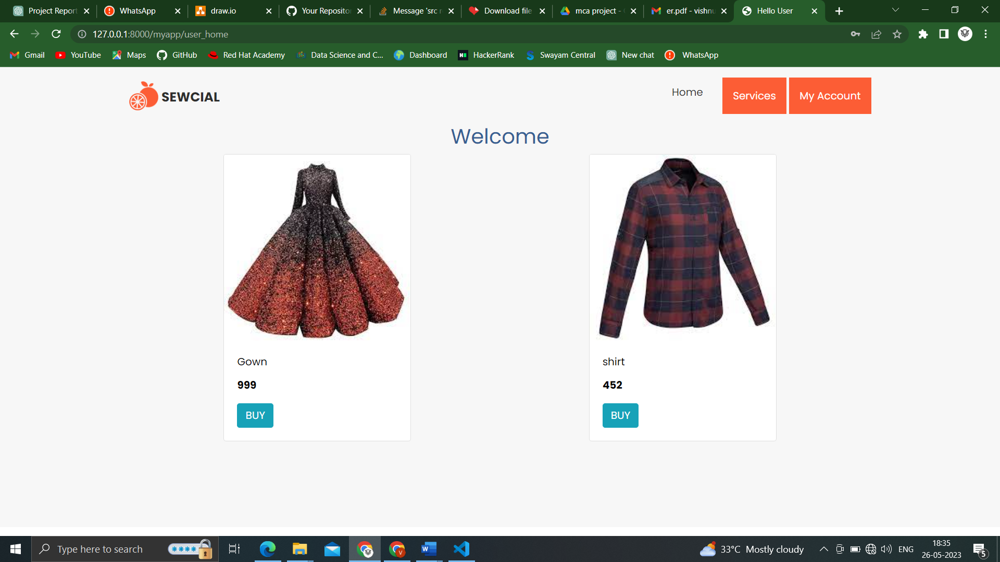 Project Report
WhatsApp
draw.io
Your Reposito
Message 'src r
Download file
mca project -
er.pdf - vishnu
Hello User
127.0.0.1:8000/myapp/user_home
Gmail
YouTube
Maps
GitHub
Red Hat Academy
Data Science and C...
Dashboard
HackerRank
Swayam Central
New chat
WhatsApp
SEWCIAL
Home
Services
My Account
Welcome
Gown
999
BUY
shirt
452
BUY
Type here to search
33°C Mostly cloudy
ENG
18:35
26-05-2023
5